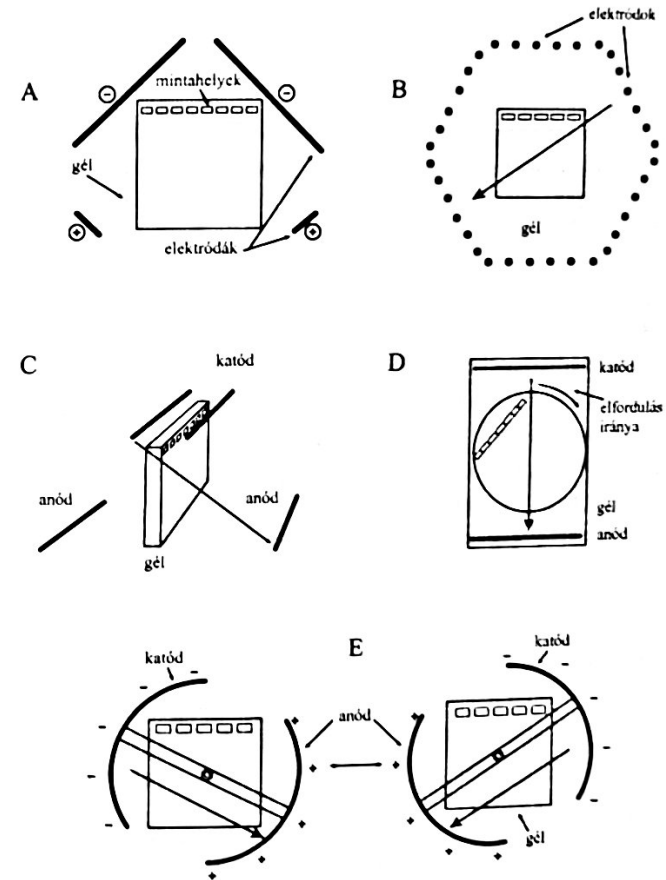 A
⊖
⊖
mintahelyek
gél
⊕
elektródák
⊕
B
elektródok
gél
C
katód
anód
anód
gél
D
katód
elfordulás
iránya
gél
anód
E
katód
- - - - -
+ + + + +
anód
katód
- - - - -
+ + + + +
gél